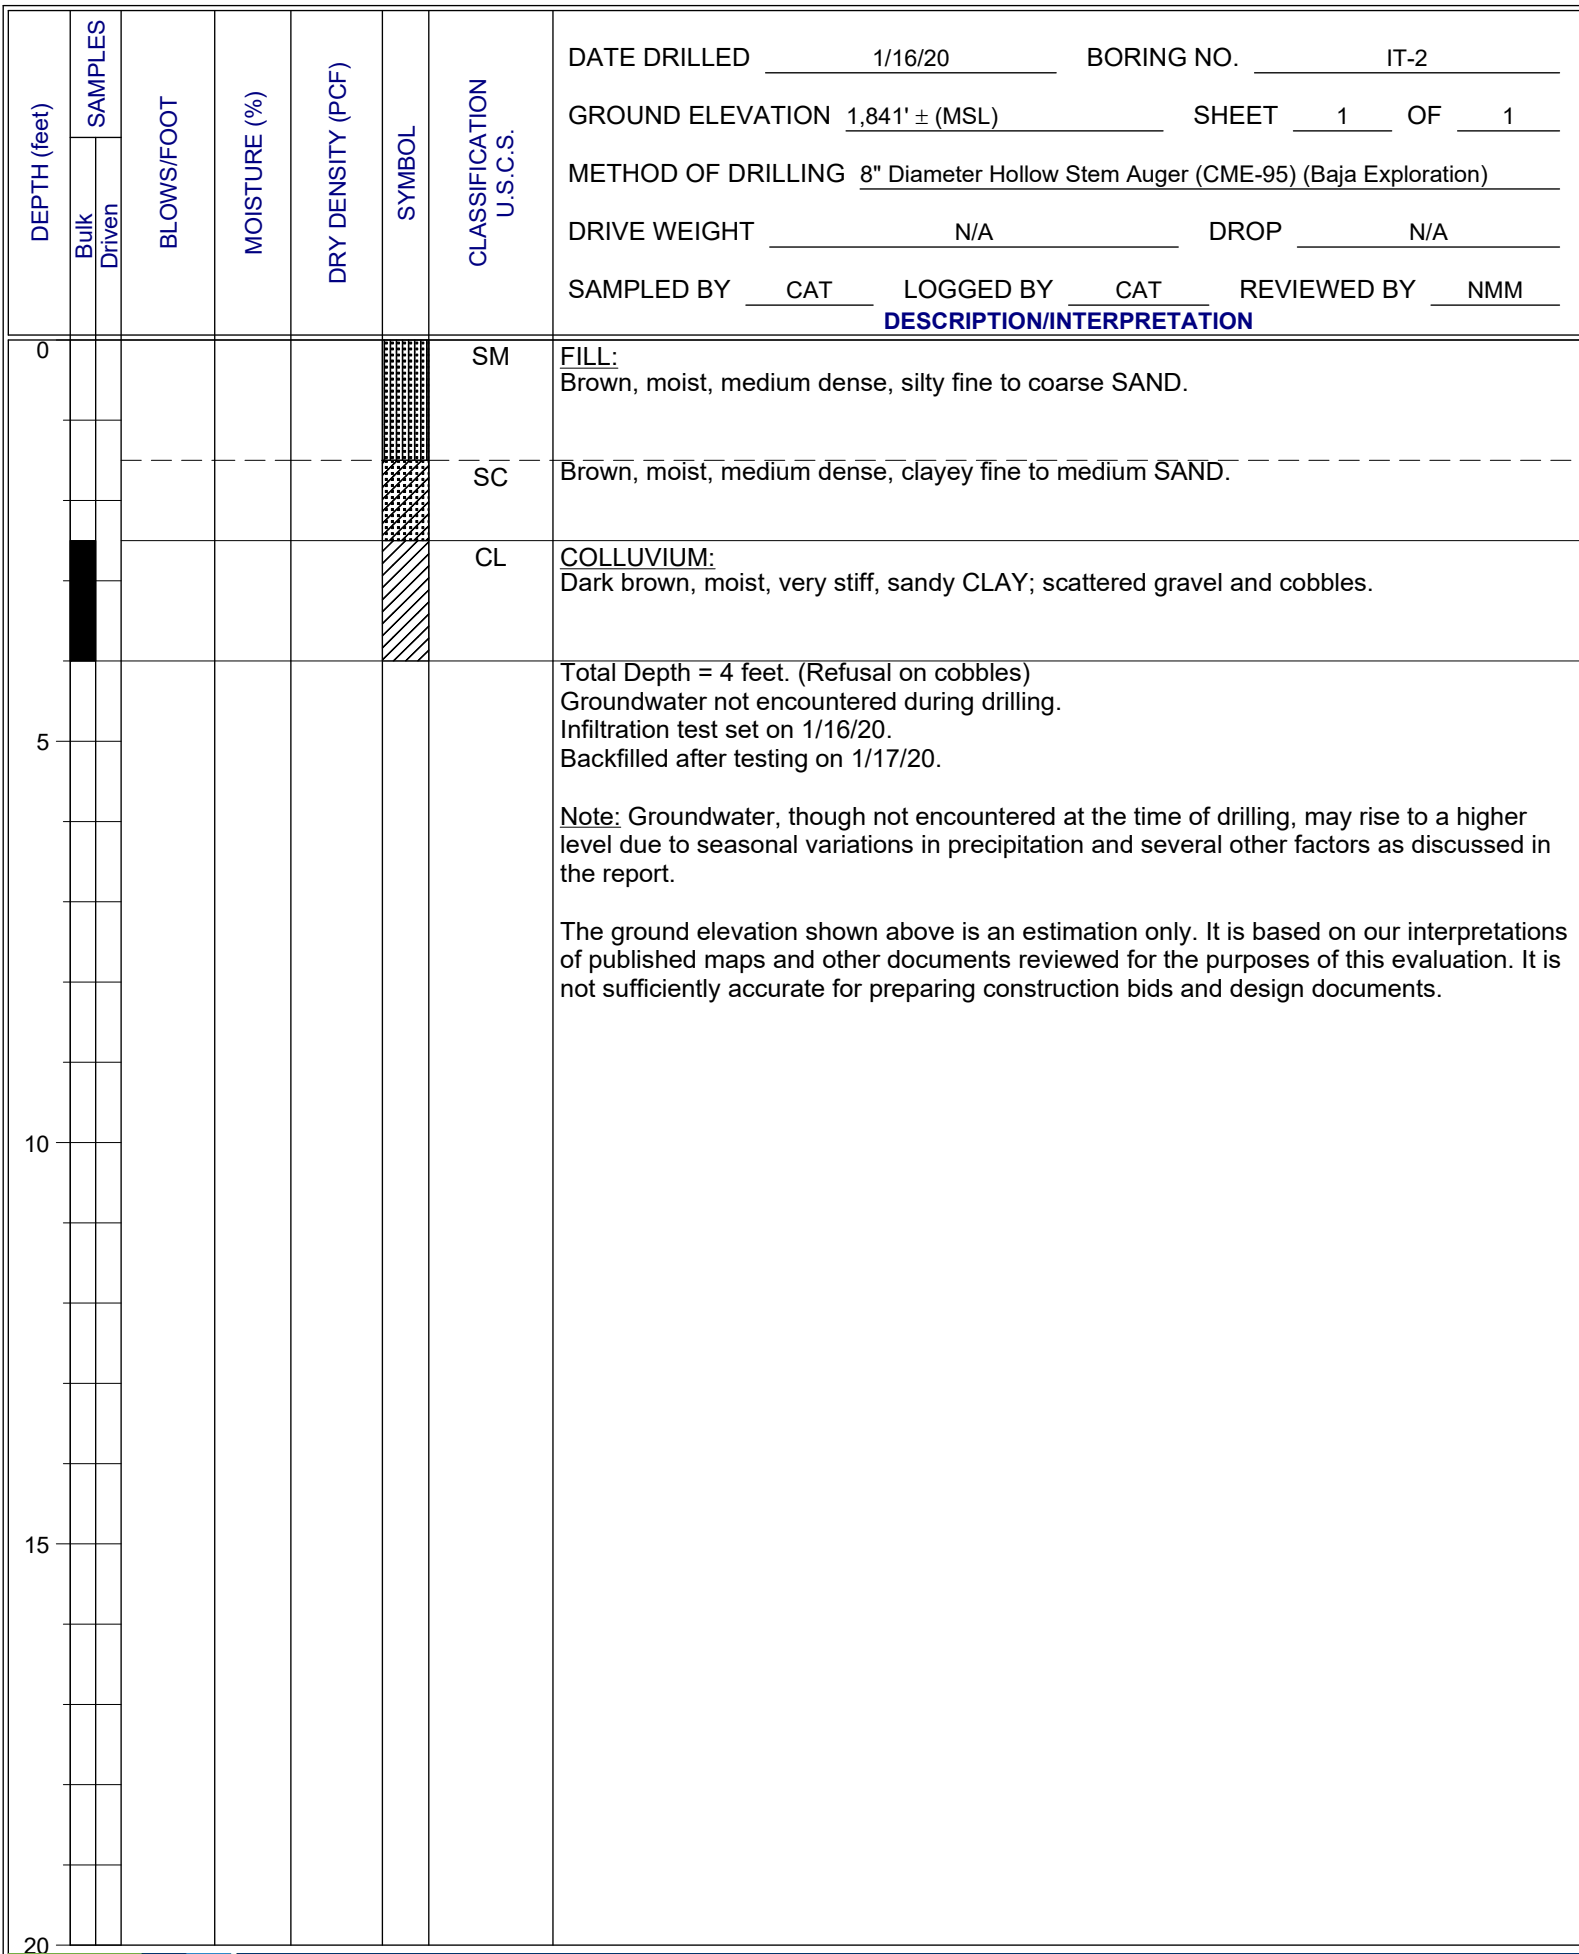 DEPTH (feet)
SAMPLES
Bulk
Driven
BLOWS/FOOT
MOISTURE (%)
DRY DENSITY (PCF)
SYMBOL
CLASSIFICATION
U.S.C.S.
DATE DRILLED 1/16/20 BORING NO. IT-2
GROUND ELEVATION 1,841' ± (MSL) SHEET 1 OF 1
METHOD OF DRILLING 8" Diameter Hollow Stem Auger (CME-95) (Baja Exploration)
DRIVE WEIGHT N/A DROP N/A
SAMPLED BY CAT LOGGED BY CAT REVIEWED BY NMM
DESCRIPTION/INTERPRETATION
0 SM FILL:
Brown, moist, medium dense, silty fine to coarse SAND.
SC Brown, moist, medium dense, clayey fine to medium SAND.
CL COLLUVIUM:
Dark brown, moist, very stiff, sandy CLAY; scattered gravel and cobbles.
Total Depth = 4 feet. (Refusal on cobbles)
Groundwater not encountered during drilling.
Infiltration test set on 1/16/20.
5
Backfilled after testing on 1/17/20.
Note: Groundwater, though not encountered at the time of drilling, may rise to a higher
level due to seasonal variations in precipitation and several other factors as discussed in
the report.
The ground elevation shown above is an estimation only. It is based on our interpretations
of published maps and other documents reviewed for the purposes of this evaluation. It is
not sufficiently accurate for preparing construction bids and design documents.
10
15
20